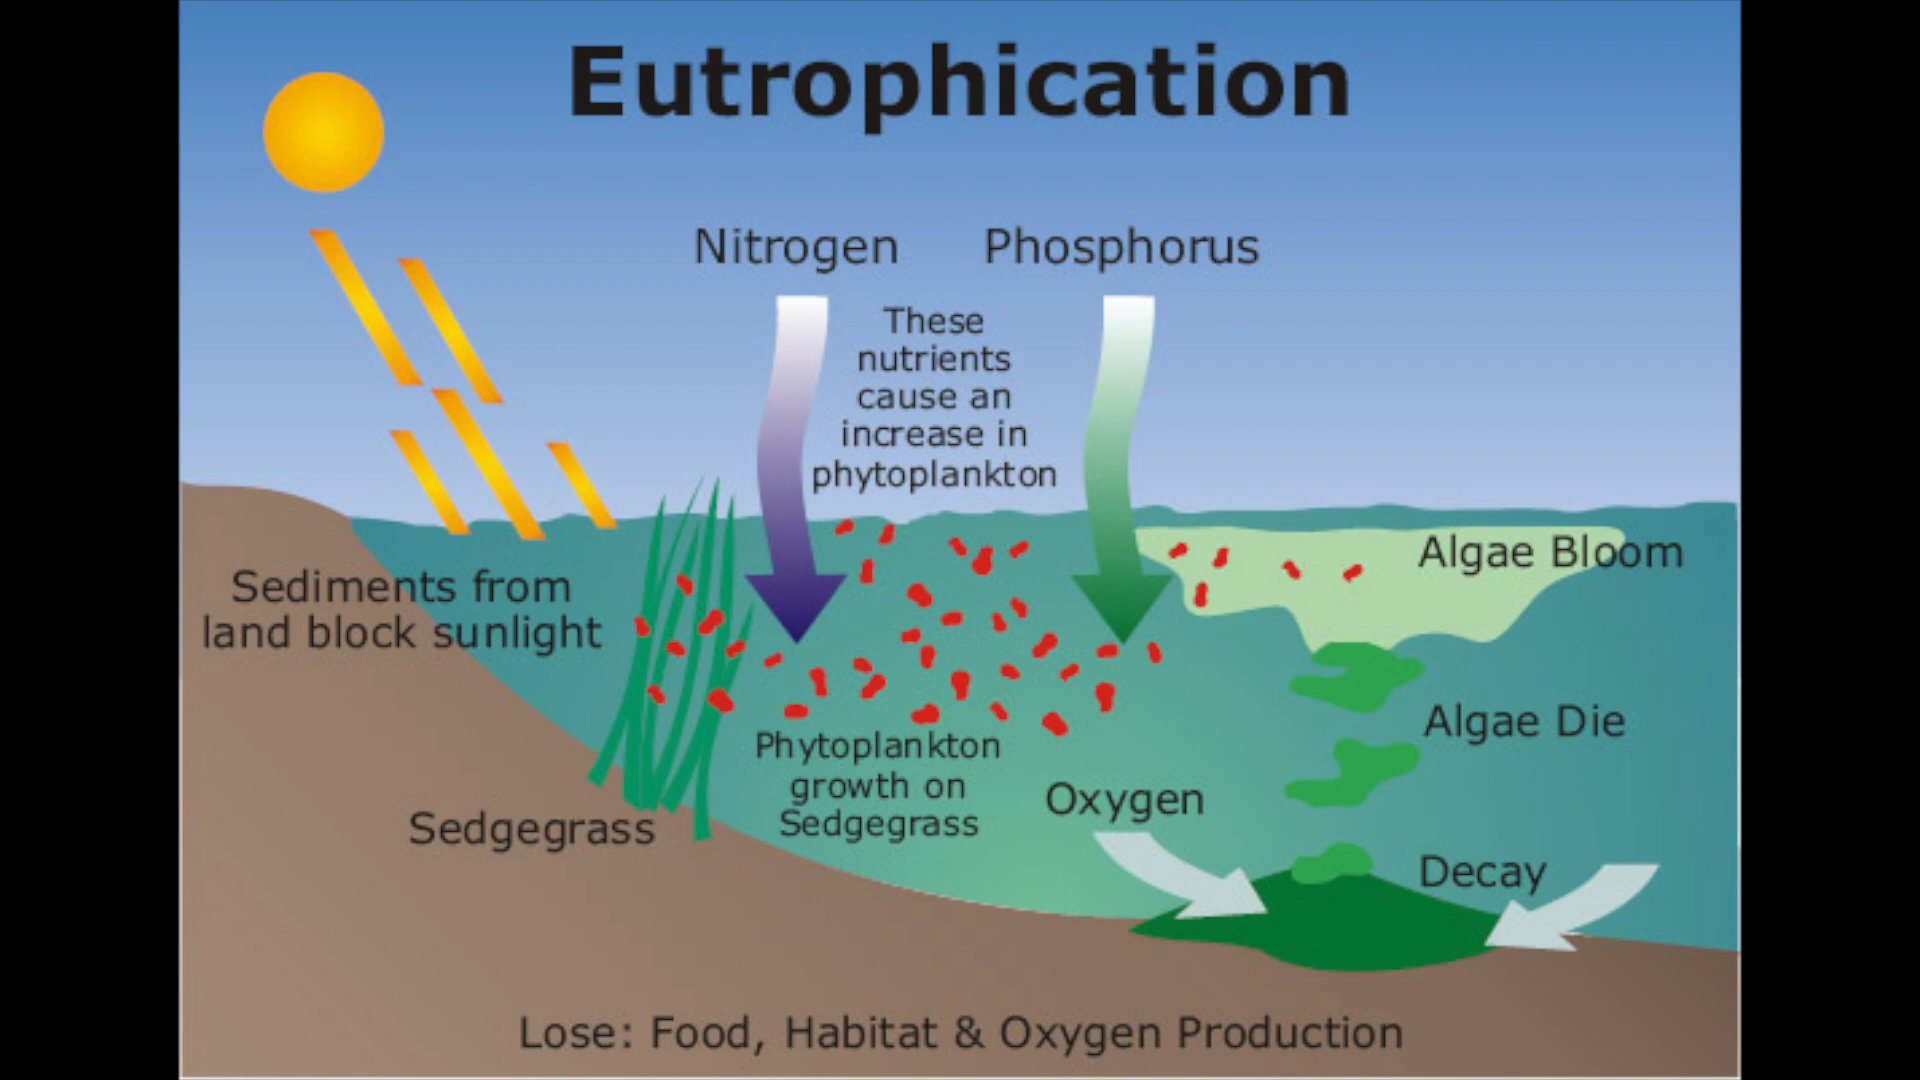 Eutrophication
Nitrogen
Phosphorus
These
nutrients
cause an
increase in
phytoplankton
Algae Bloom
Sediments from
land block sunlight
Algae Die
Phytoplankton
growth on
Sedgegrass
Oxygen
Sedgegrass
Decay
Lose: Food, Habitat & Oxygen Production